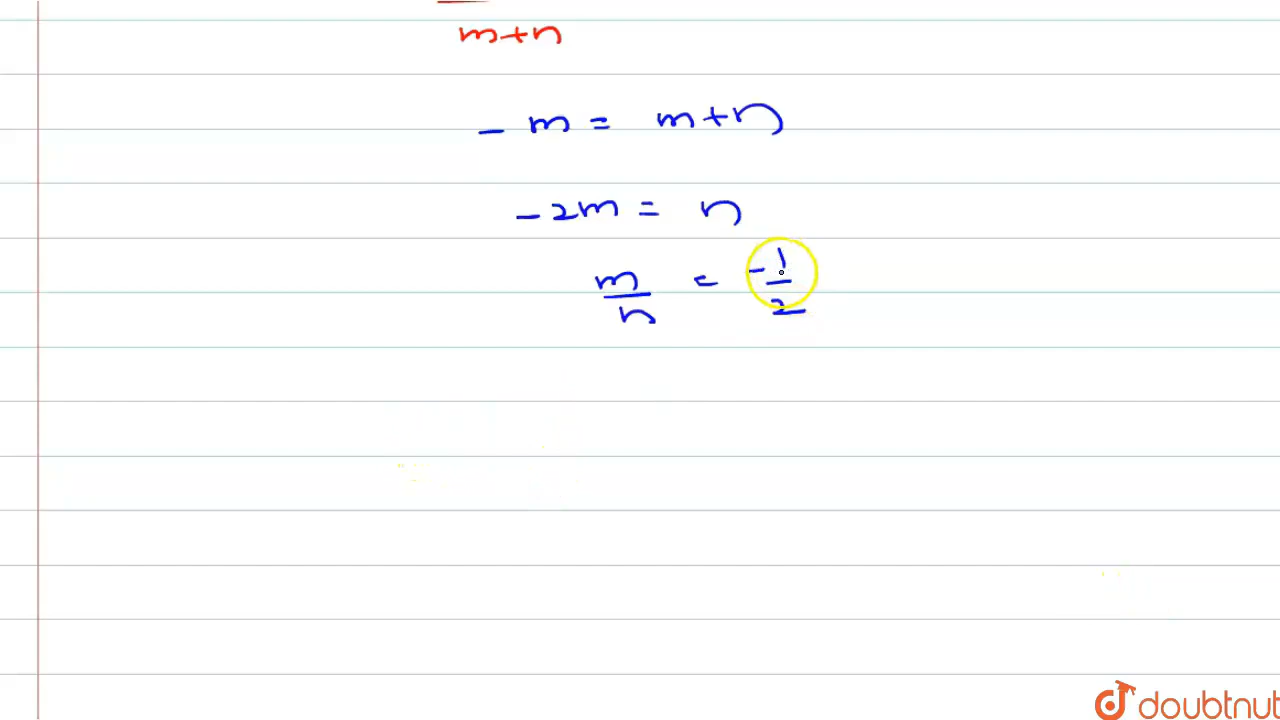 m+n
- m = m+n
- 2m = n
m/n = -1/2
doubtnut